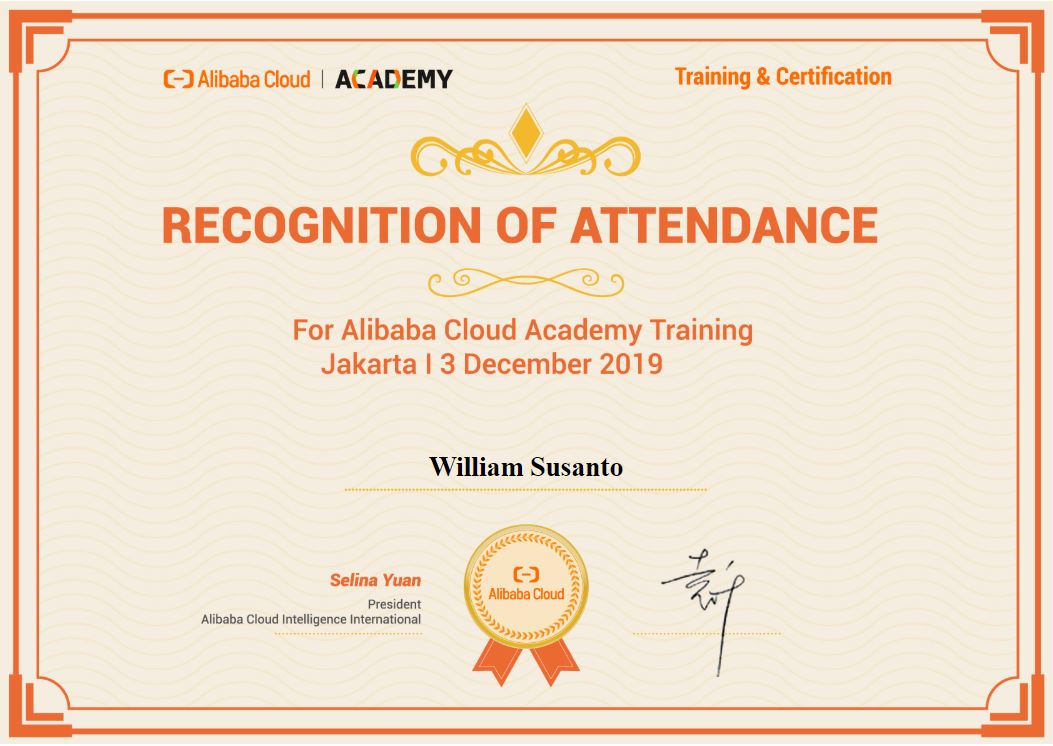 Alibaba Cloud | ACADEMY
Training & Certification
RECOGNITION OF ATTENDANCE
For Alibaba Cloud Academy Training
Jakarta I 3 December 2019
William Susanto
Selina Yuan
President
Alibaba Cloud Intelligence International
Alibaba Cloud